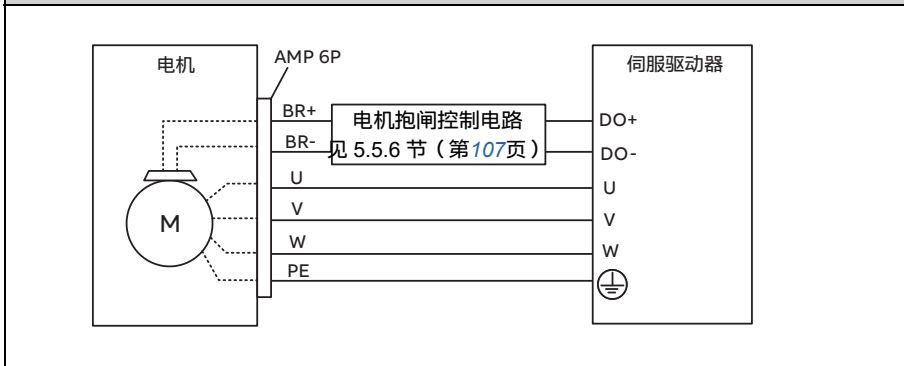 电机
AMP 6P
伺服驱动器
BR+
电机抱闸控制电路
DO+
BR-
见 5.5.6 节（第107页）
DO-
U
U
V
V
M
W
W
PE